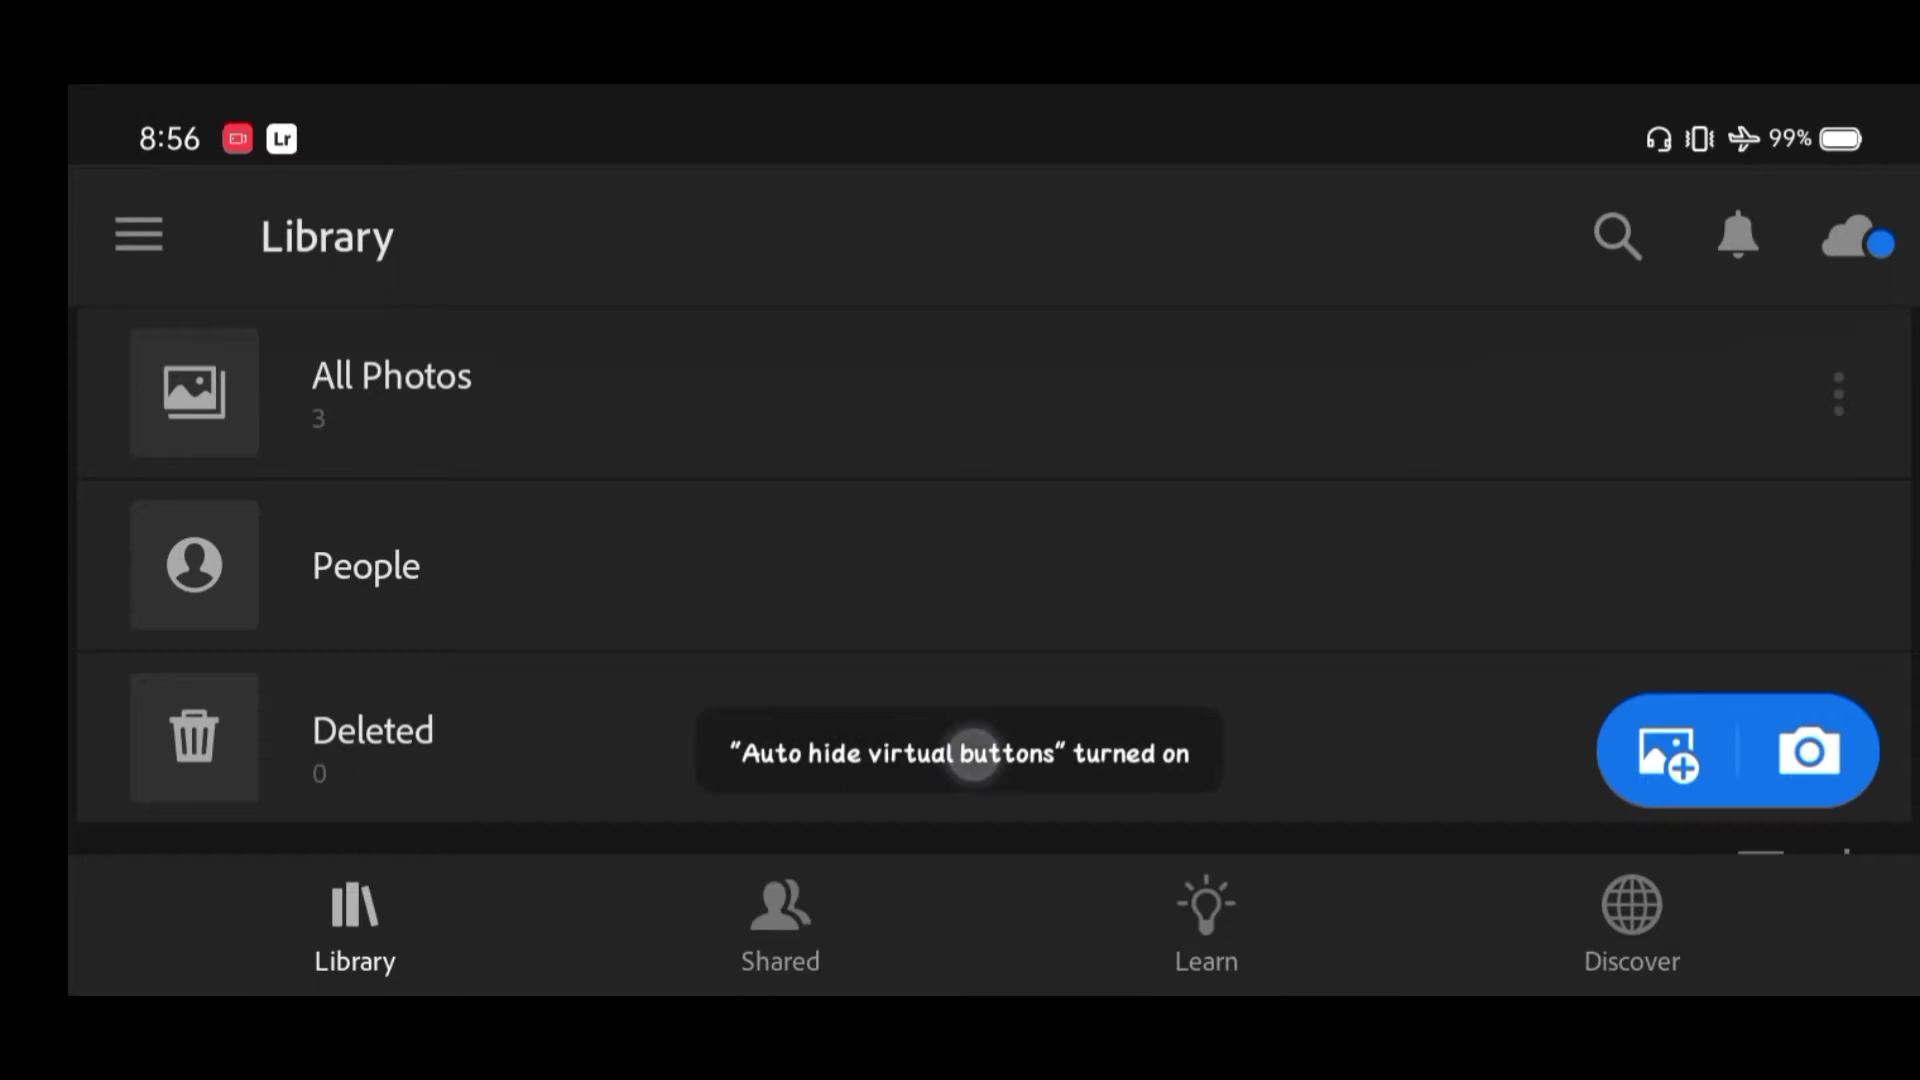 8:56 Lr 99%
Library
All Photos
3
People
Deleted
0
"Auto hide virtual buttons" turned on
Library Shared Learn Discover